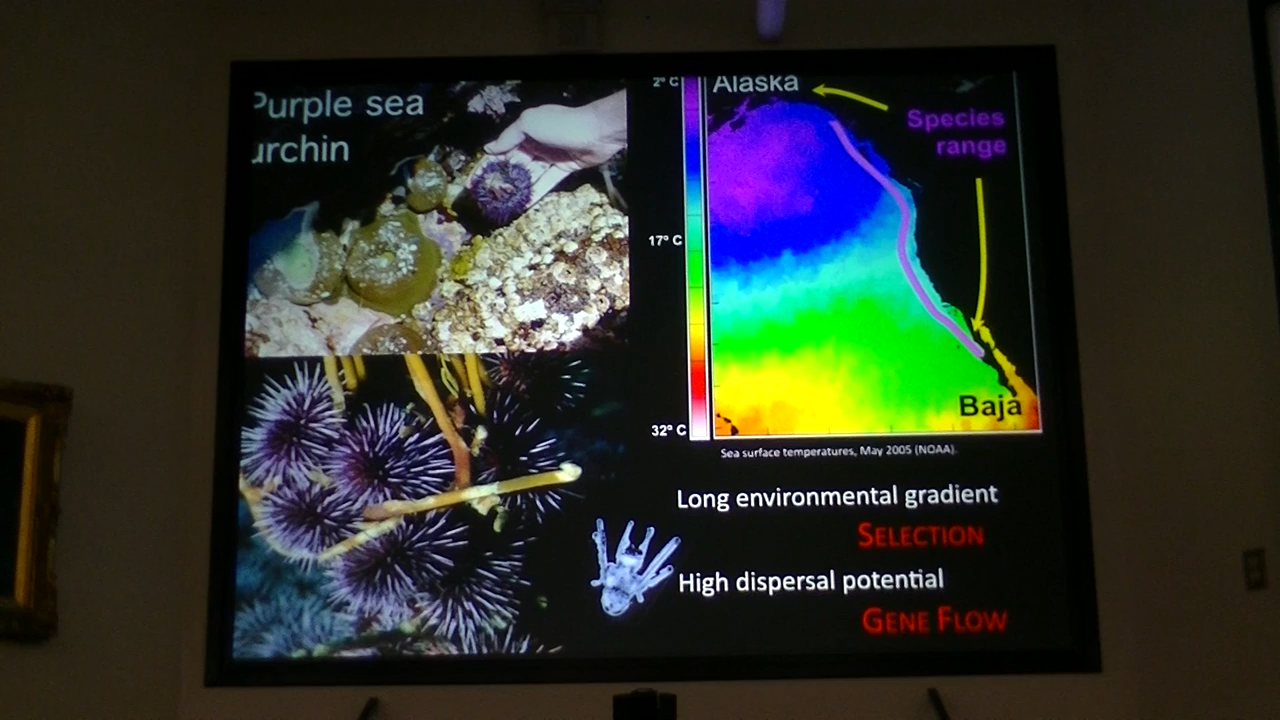 Purple sea
urchin
2° C
Alaska
Species
range
17° C
32° C
Baja
Sea surface temperatures, May 2005 (NOAA).
Long environmental gradient
SELECTION
High dispersal potential
GENE FLOW